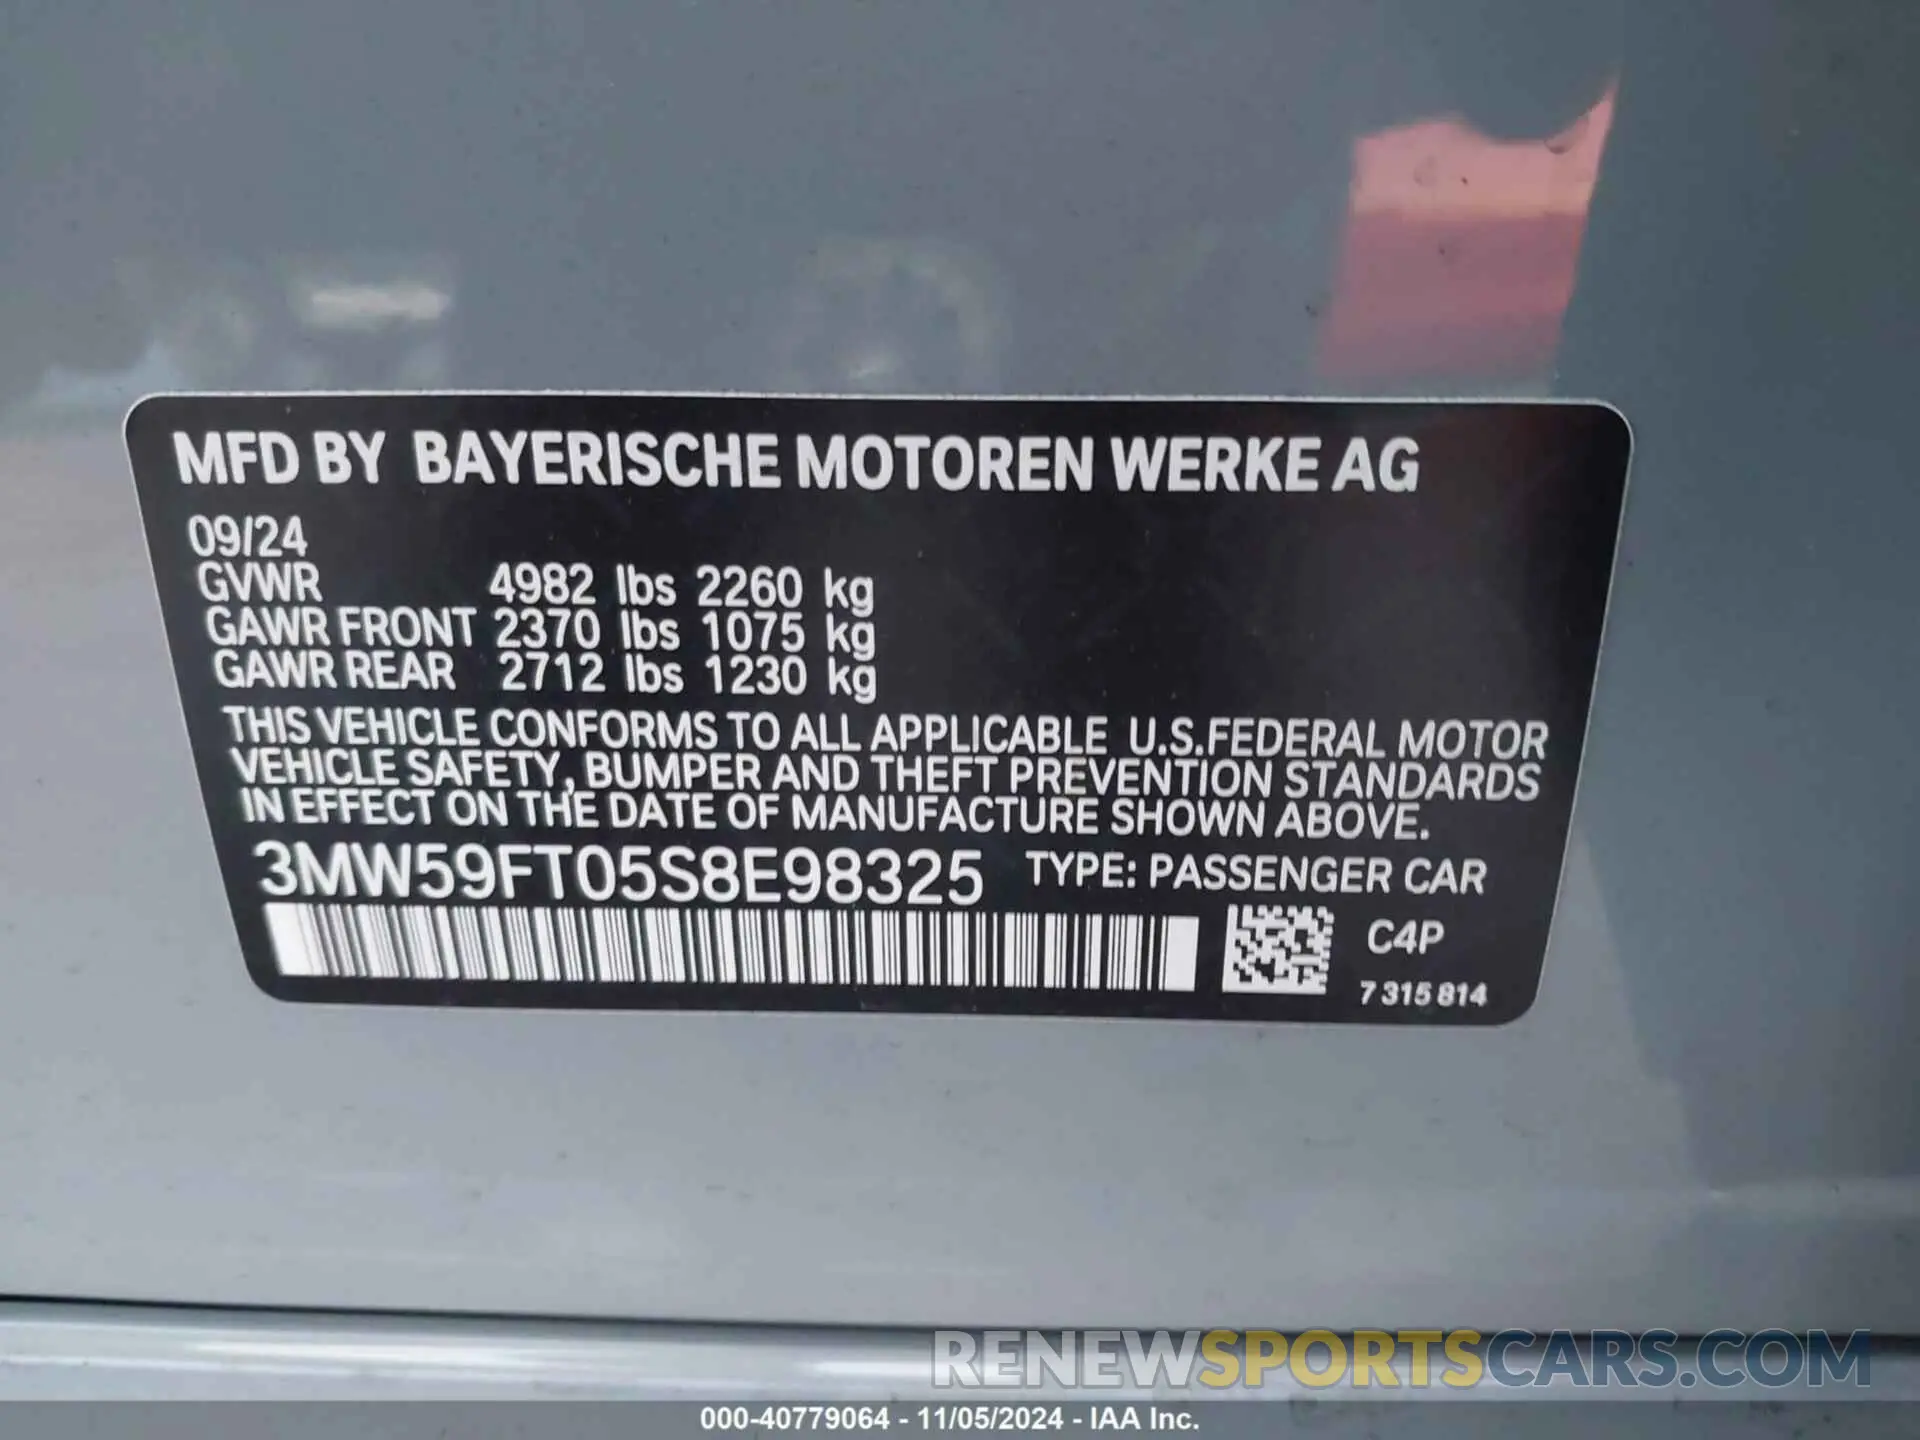 MFD BY BAYERISCHE MOTOREN WERKE AG
09/24
GVWR 4982 lbs 2260 kg
GAWR FRONT 2370 lbs 1075 kg
GAWR REAR 2712 lbs 1230 kg
THIS VEHICLE CONFORMS TO ALL APPLICABLE U.S.FEDERAL MOTOR
VEHICLE SAFETY, BUMPER AND THEFT PREVENTION STANDARDS
IN EFFECT ON THE DATE OF MANUFACTURE SHOWN ABOVE.
3MW59FT05S8E98325 TYPE: PASSENGER CAR
C4P
7 315 814
RENEWSPORTSCARS.COM
000-40779064 - 11/05/2024 - IAA Inc.